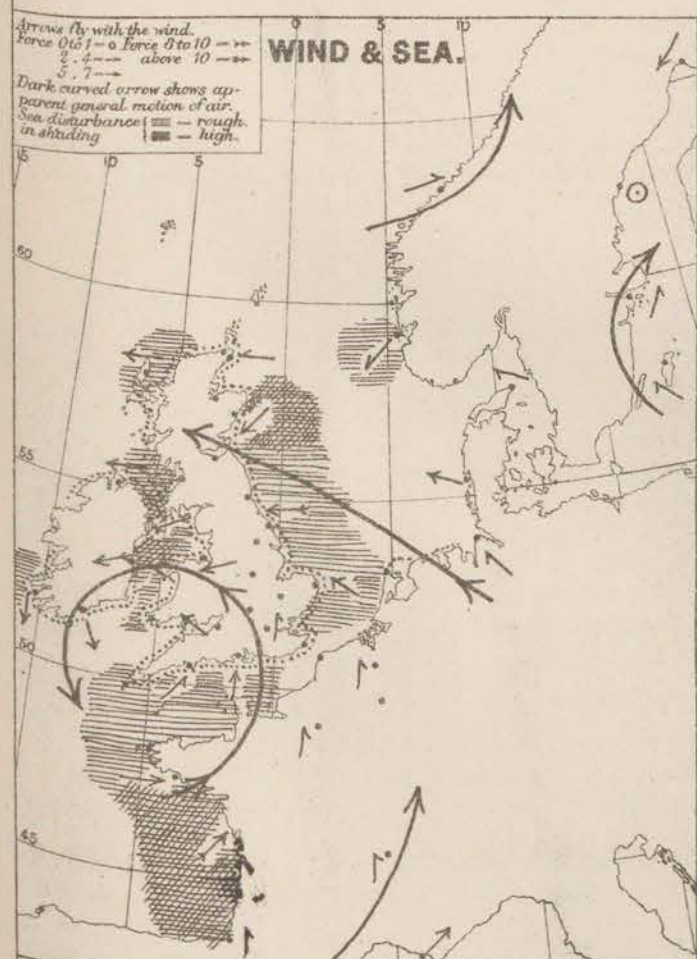 Arrows fly with the wind.
Force 0 to 1 — o Force 8 to 10 —
2 . 4 — above 10 —
5 . 7 —
Dark curved arrow shows ap-
parent general motion of air.
Sea disturbance { — rough.
in shading { — high.
WIND & SEA.
0 5 10
15 10 5
60
55
50
45